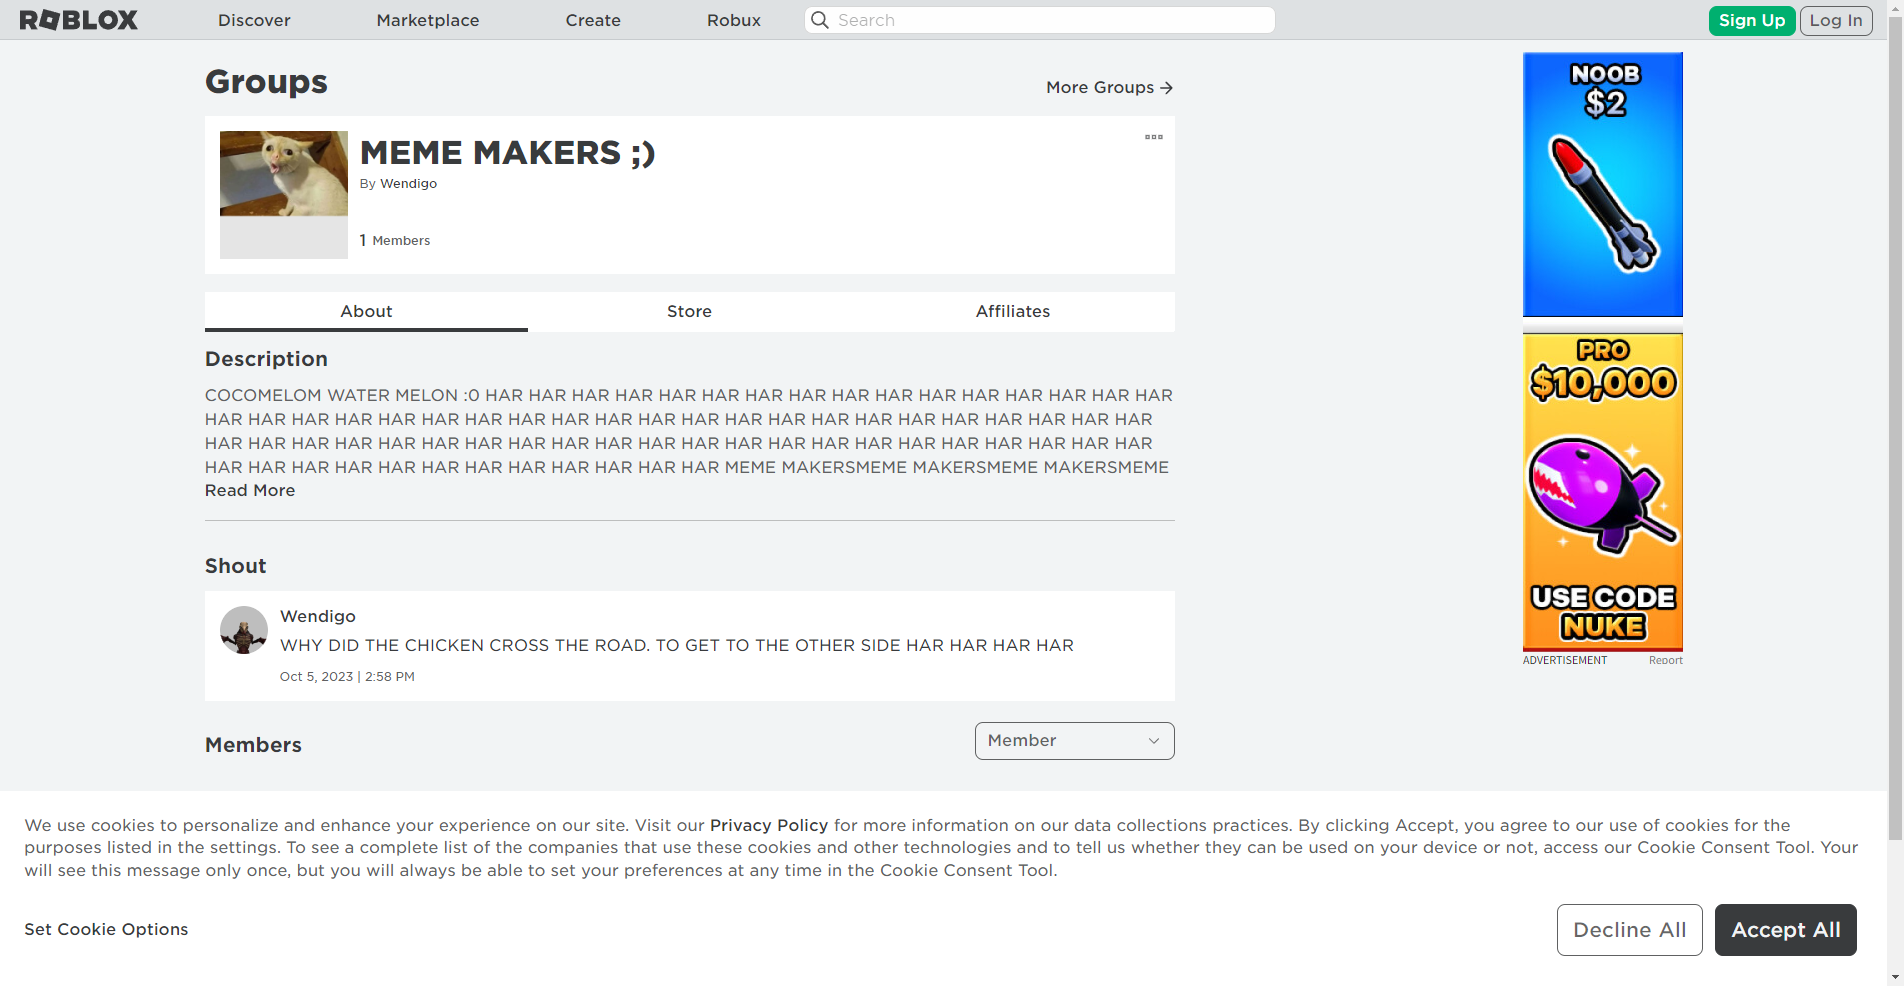 ROBLOX
Discover
Marketplace
Create
Robux
Search
Sign Up
Log In
Groups
More Groups
MEME MAKERS ;)
By Wendigo
1 Members
About
Store
Affiliates
Description
COCOMELOM WATER MELON :0 HAR HAR HAR HAR HAR HAR HAR HAR HAR HAR HAR HAR HAR HAR HAR HAR
HAR HAR HAR HAR HAR HAR HAR HAR HAR HAR HAR HAR HAR HAR HAR HAR HAR HAR HAR HAR HAR HAR
HAR HAR HAR HAR HAR HAR HAR HAR HAR HAR HAR HAR HAR HAR HAR HAR HAR HAR HAR HAR HAR HAR
HAR HAR HAR HAR HAR HAR HAR HAR HAR HAR HAR HAR MEME MAKERSMEME MAKERSMEME MAKERSMEME
Read More
Shout
Wendigo
WHY DID THE CHICKEN CROSS THE ROAD. TO GET TO THE OTHER SIDE HAR HAR HAR HAR
Oct 5, 2023 | 2:58 PM
Members
Member
NOOB
$2
PRO
$10,000
USE CODE
NUKE
ADVERTISEMENT
Report
We use cookies to personalize and enhance your experience on our site. Visit our Privacy Policy for more information on our data collections practices. By clicking Accept, you agree to our use of cookies for the
purposes listed in the settings. To see a complete list of the companies that use these cookies and other technologies and to tell us whether they can be used on your device or not, access our Cookie Consent Tool. Your
will see this message only once, but you will always be able to set your preferences at any time in the Cookie Consent Tool.
Set Cookie Options
Decline All
Accept All